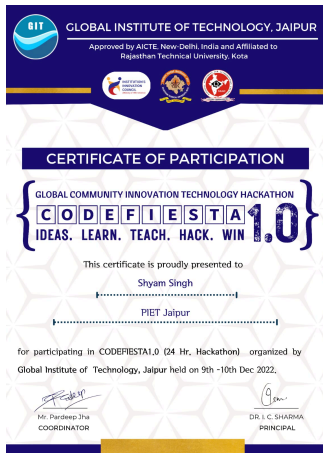 GIT
GLOBAL INSTITUTE OF TECHNOLOGY, JAIPUR
Approved by AICTE, New-Delhi, India and Affiliated to
Rajasthan Technical University, Kota
INSTITUTION'S
INNOVATION
COUNCIL
CERTIFICATE OF PARTICIPATION
GLOBAL COMMUNITY INNOVATION TECHNOLOGY HACKATHON
CODEFIESTA 1.0
IDEAS. LEARN. TEACH. HACK. WIN
This certificate is proudly presented to
Shyam Singh
PIET Jaipur
for participating in CODEFIESTA1.0 (24 Hr. Hackathon) organized by
Global Institute of Technology, Jaipur held on 9th -10th Dec 2022.
Mr. Pardeep Jha
COORDINATOR
DR. I. C. SHARMA
PRINCIPAL